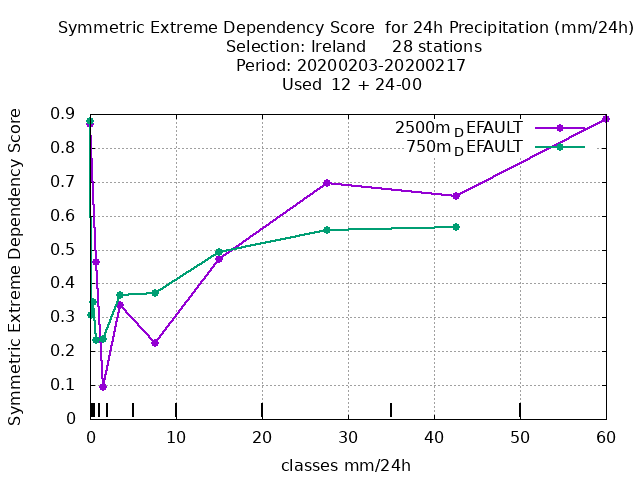 Symmetric Extreme Dependency Score  for 24h Precipitation (mm/24h)
Selection: Ireland     28 stations
Period: 20200203-20200217
Used  12 + 24-00
Symmetric Extreme Dependency Score
0.9
0.8
0.7
0.6
0.5
0.4
0.3
0.2
0.1
0
2500mDEFAULT
750mDEFAULT
0 10 20 30 40 50 60
classes mm/24h